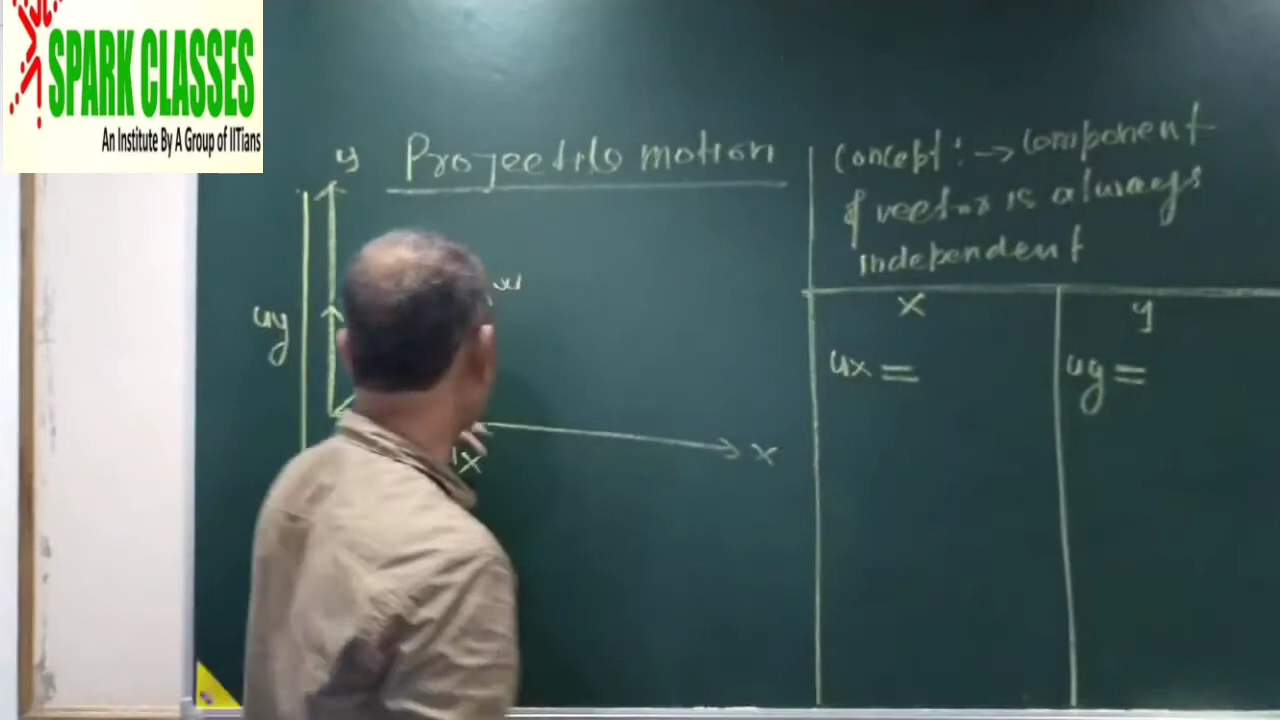 SPARK CLASSES
An Institute By A Group of IITians
y
Projectile motion
uy
u
x
x
concept :→ component
of vector is always
independent
x
y
ux =
uy =